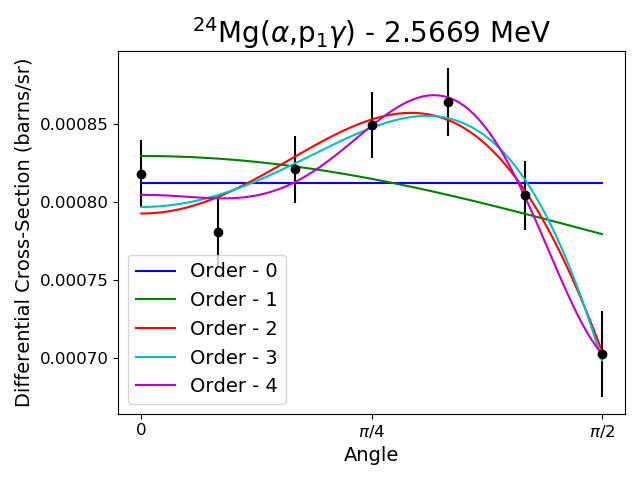 ²⁴Mg(α,p₁γ) - 2.5669 MeV
Differential Cross-Section (barns/sr)
0.00085
0.00080
0.00075
0.00070
Order - 0
Order - 1
Order - 2
Order - 3
Order - 4
0
π/4
π/2
Angle